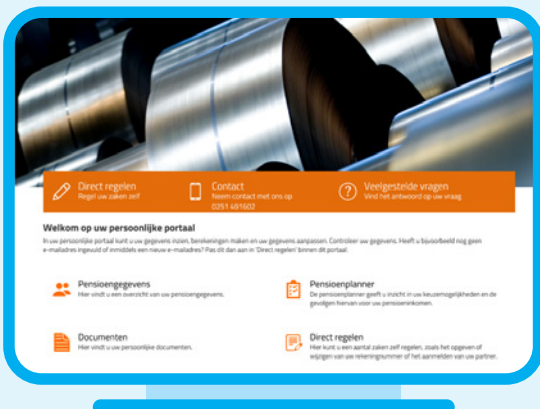 Direct regelen
Regel uw zaken zelf
Contact
Neem contact met ons op
0251 491602
Veelgestelde vragen
Vind het antwoord op uw vraag
Welkom op uw persoonlijke portaal
In uw persoonlijke portaal kunt u uw gegevens inzien, berekeningen maken en uw gegevens aanpassen. Controleer uw gegevens. Heeft u bijvoorbeeld nog geen
e-mailadres ingevuld of inmiddels een nieuw e-mailadres? Pas dit dan aan in 'Direct regelen' binnen dit portaal.
Pensioengegevens
Hier vindt u een overzicht van uw pensioengegevens.
Pensioenplanner
De pensioenplanner geeft u inzicht in uw keuzemogelijkheden en de
gevolgen hiervan voor uw pensioeninkomen.
Documenten
Hier vindt u uw persoonlijke documenten.
Direct regelen
Hier kunt u een aantal zaken zelf regelen, zoals het opgeven of
wijzigen van uw rekeningnummer of het aanmelden van uw partner.